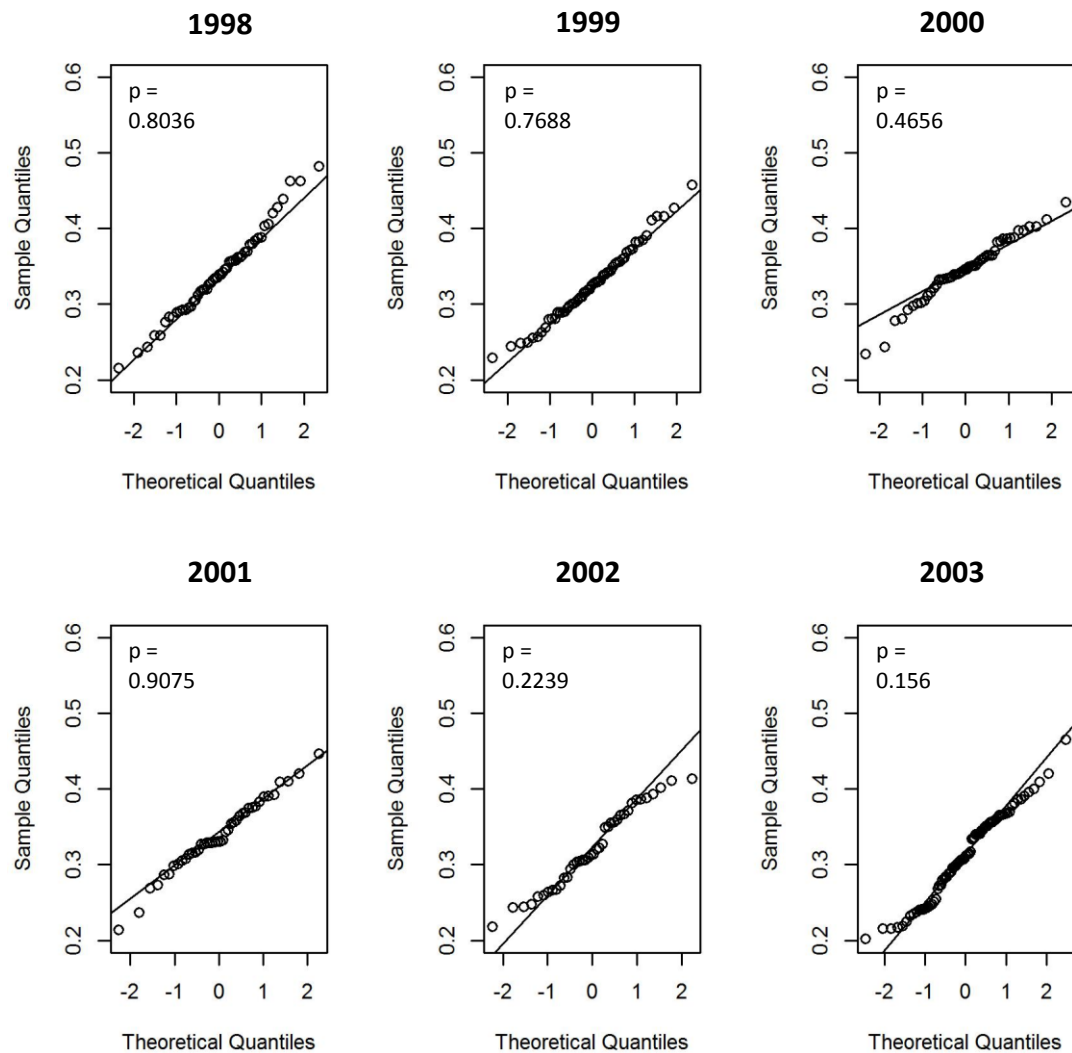 1998
1999
2000
p =
0.8036
p =
0.7688
p =
0.4656
Sample Quantiles
0.2 0.3 0.4 0.5 0.6
Sample Quantiles
0.2 0.3 0.4 0.5 0.6
Sample Quantiles
0.2 0.3 0.4 0.5 0.6
-2 -1 0 1 2
-2 -1 0 1 2
-2 -1 0 1 2
Theoretical Quantiles
Theoretical Quantiles
Theoretical Quantiles
2001
2002
2003
p =
0.9075
p =
0.2239
p =
0.156
Sample Quantiles
0.2 0.3 0.4 0.5 0.6
Sample Quantiles
0.2 0.3 0.4 0.5 0.6
Sample Quantiles
0.2 0.3 0.4 0.5 0.6
-2 -1 0 1 2
-2 -1 0 1 2
-2 -1 0 1 2
Theoretical Quantiles
Theoretical Quantiles
Theoretical Quantiles